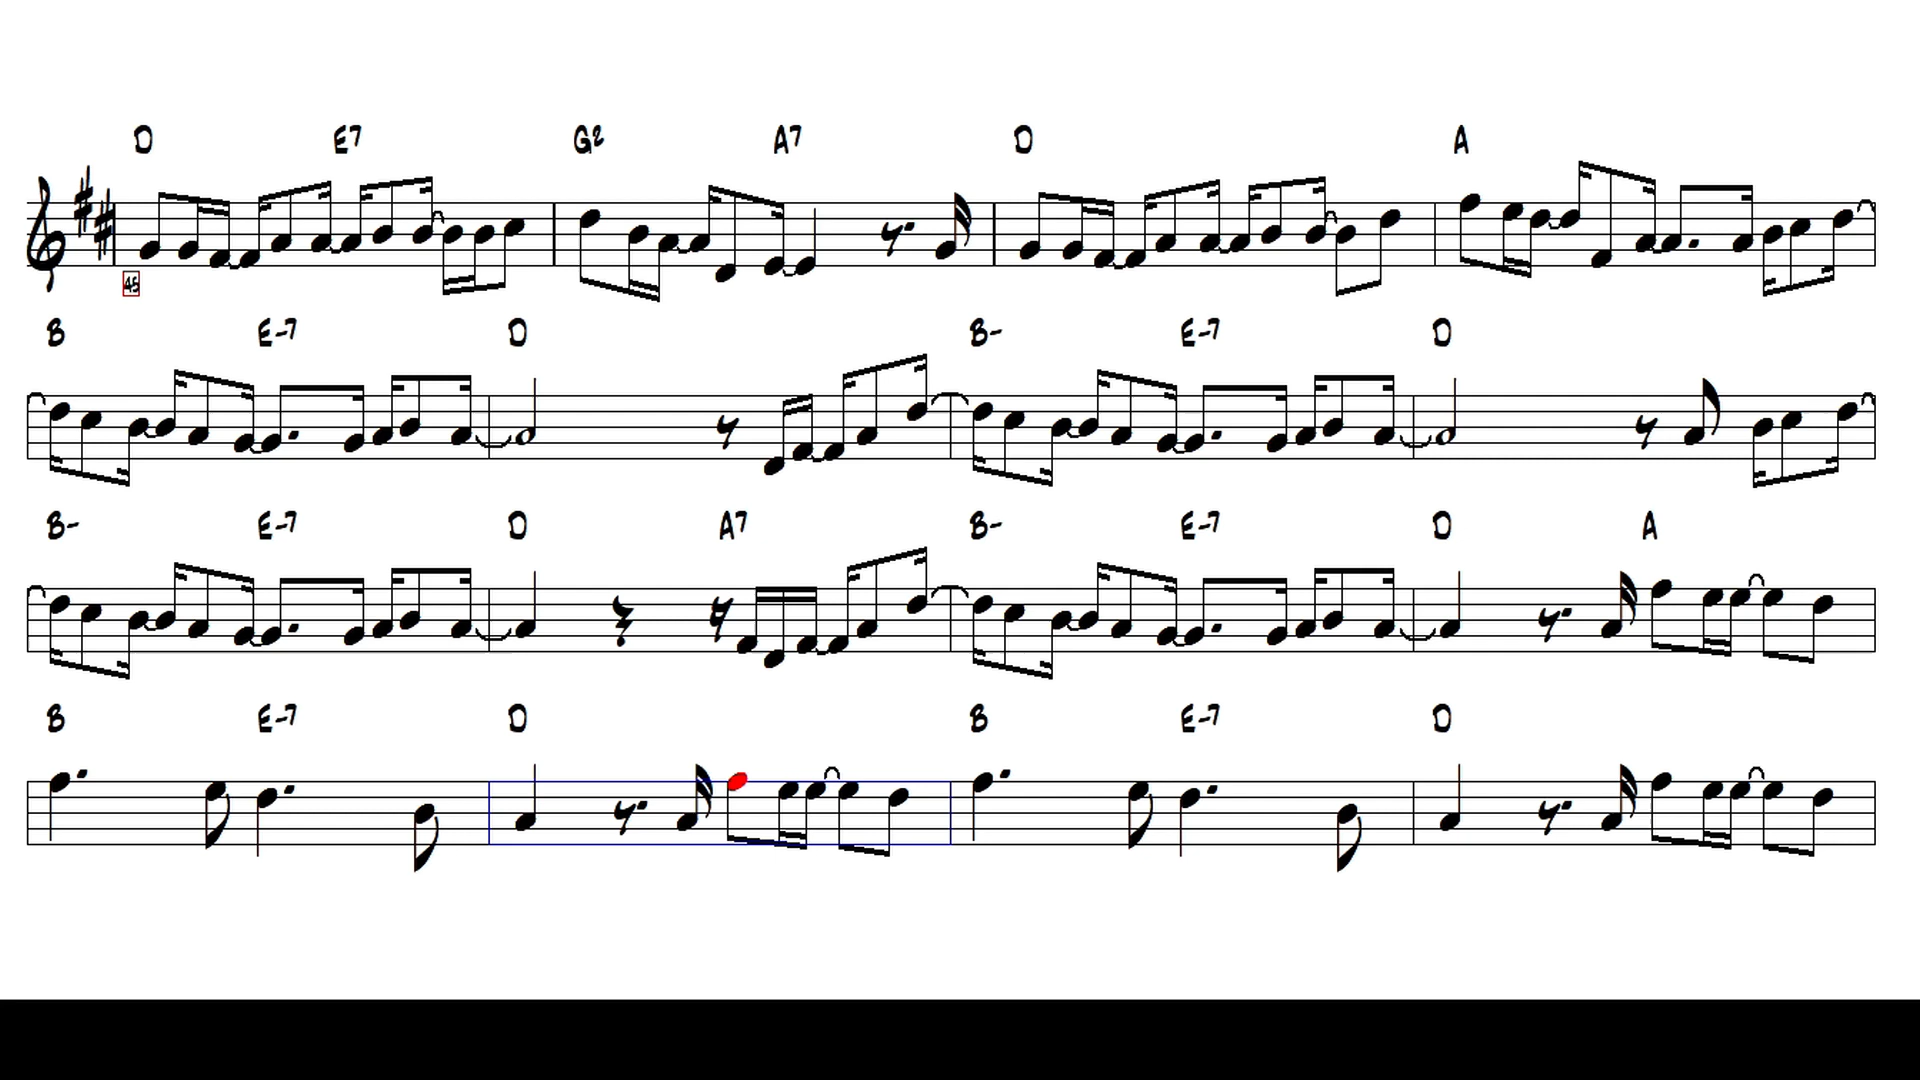 D E7 G2 A7 D A
45
B E-7 D B- E-7 D
B- E-7 D A7 B- E-7 D A
B E-7 D B E-7 D